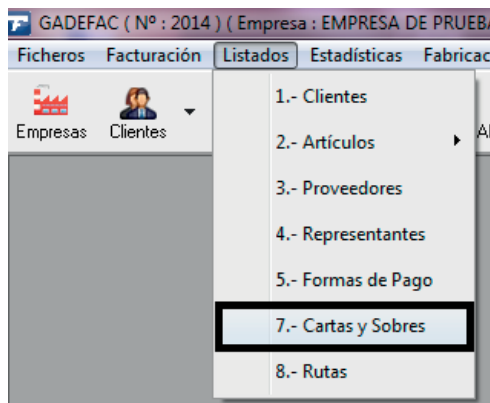 GADEFAC ( Nº : 2014 ) ( Empresa : EMPRESA DE PRUEBA
Ficheros Facturación Listados Estadísticas Fabricac
Empresas Clientes Al
1.- Clientes
2.- Artículos
3.- Proveedores
4.- Representantes
5.- Formas de Pago
7.- Cartas y Sobres
8.- Rutas